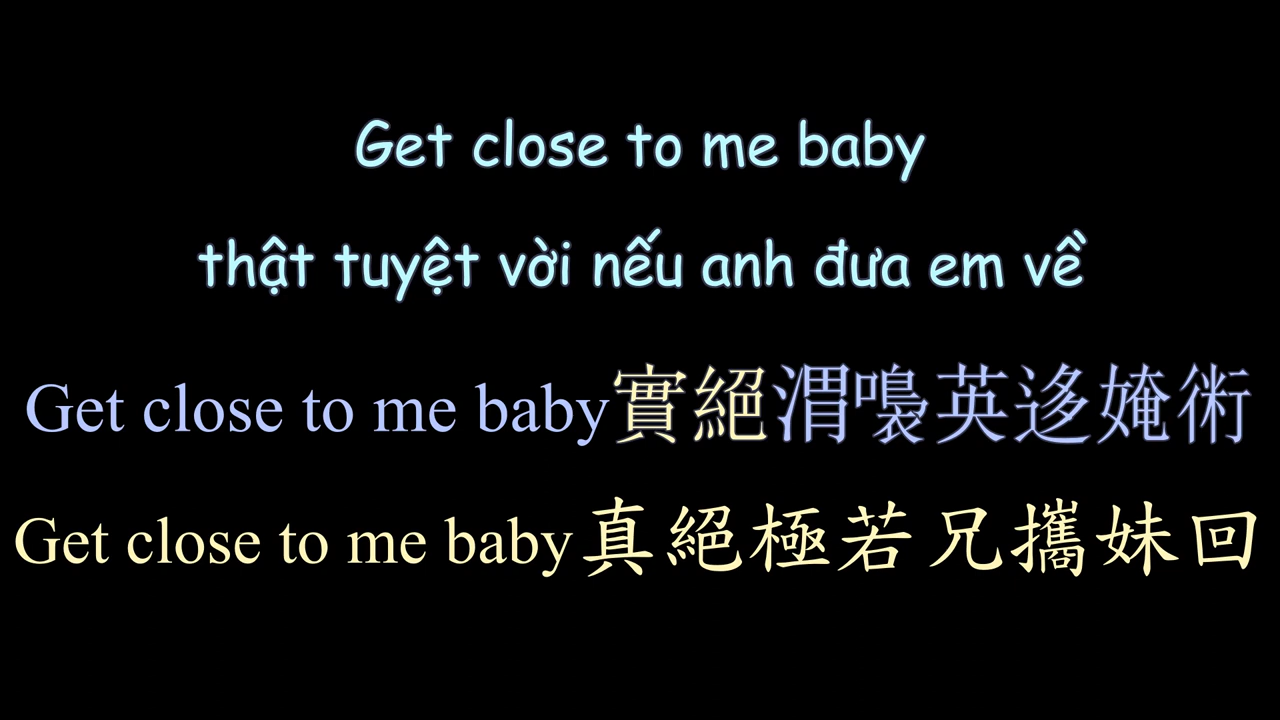 Get close to me baby
thật tuyệt vời nếu anh đưa em về
Get close to me baby實絕渭英迻㛪術
Get close to me baby真絕極若兄攜妹回